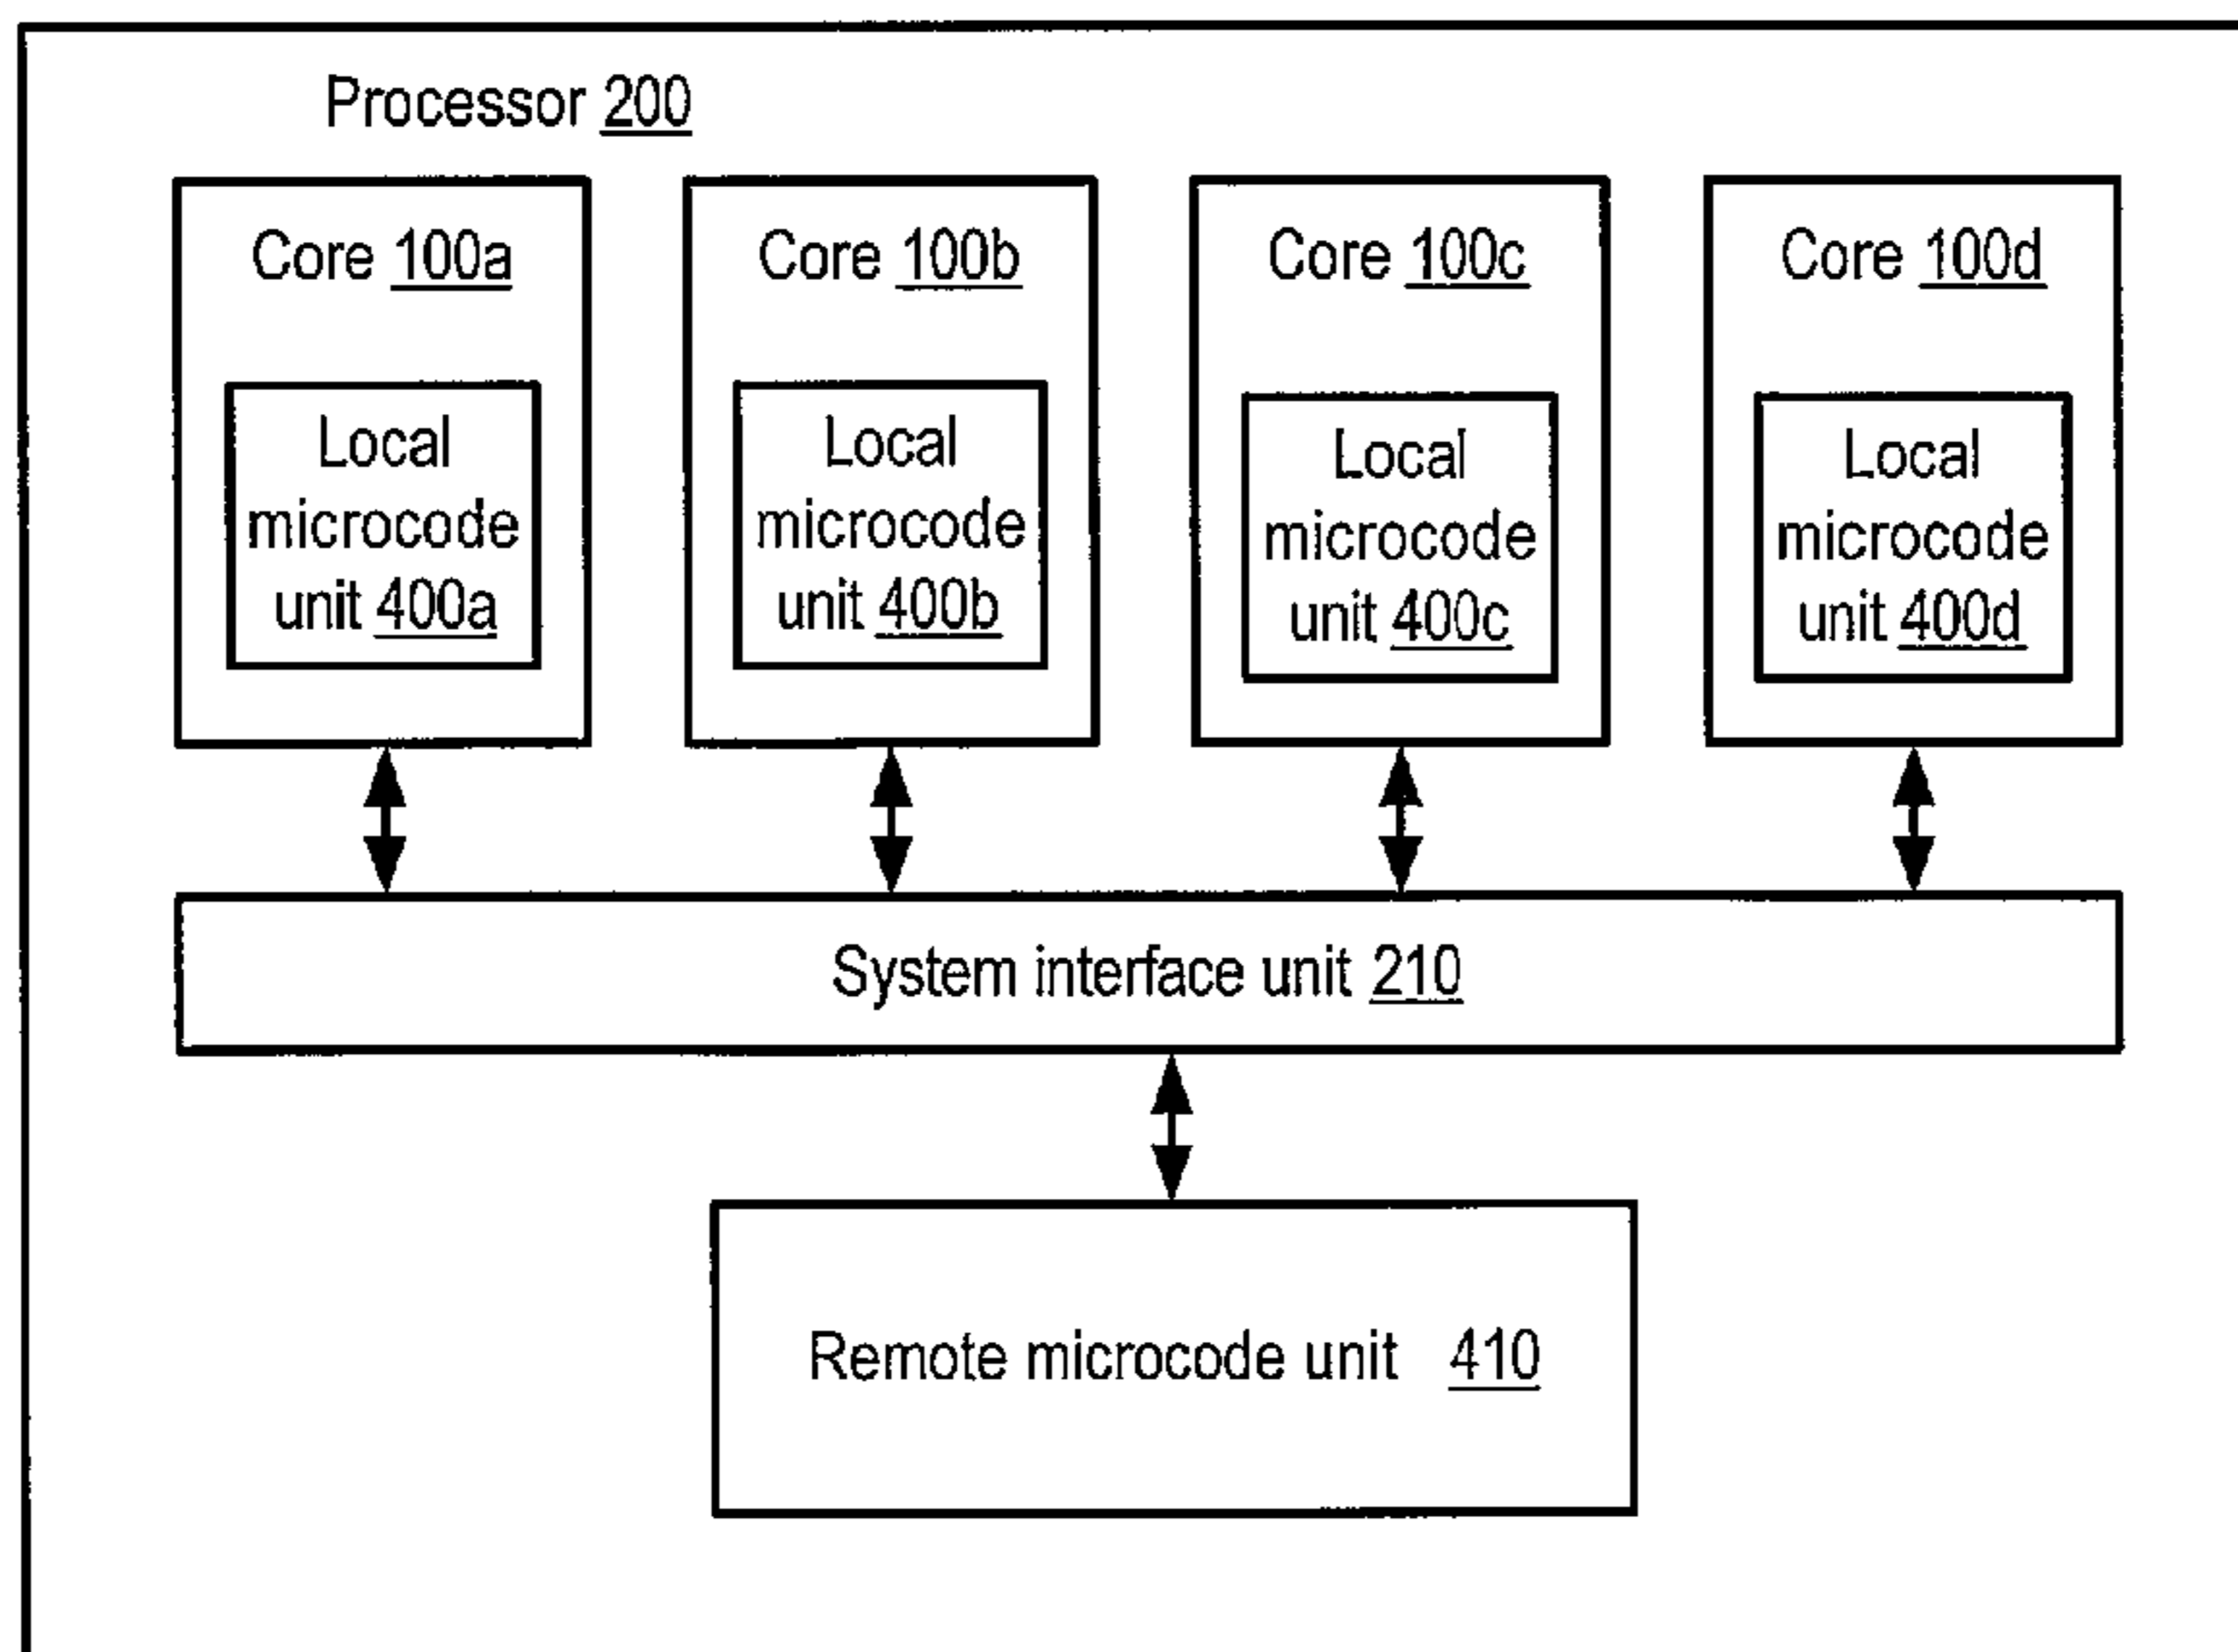 Processor 200
Core 100a
Core 100b
Core 100c
Core 100d
Local
microcode
unit 400a
Local
microcode
unit 400b
Local
microcode
unit 400c
Local
microcode
unit 400d
System interface unit 210
Remote microcode unit 410